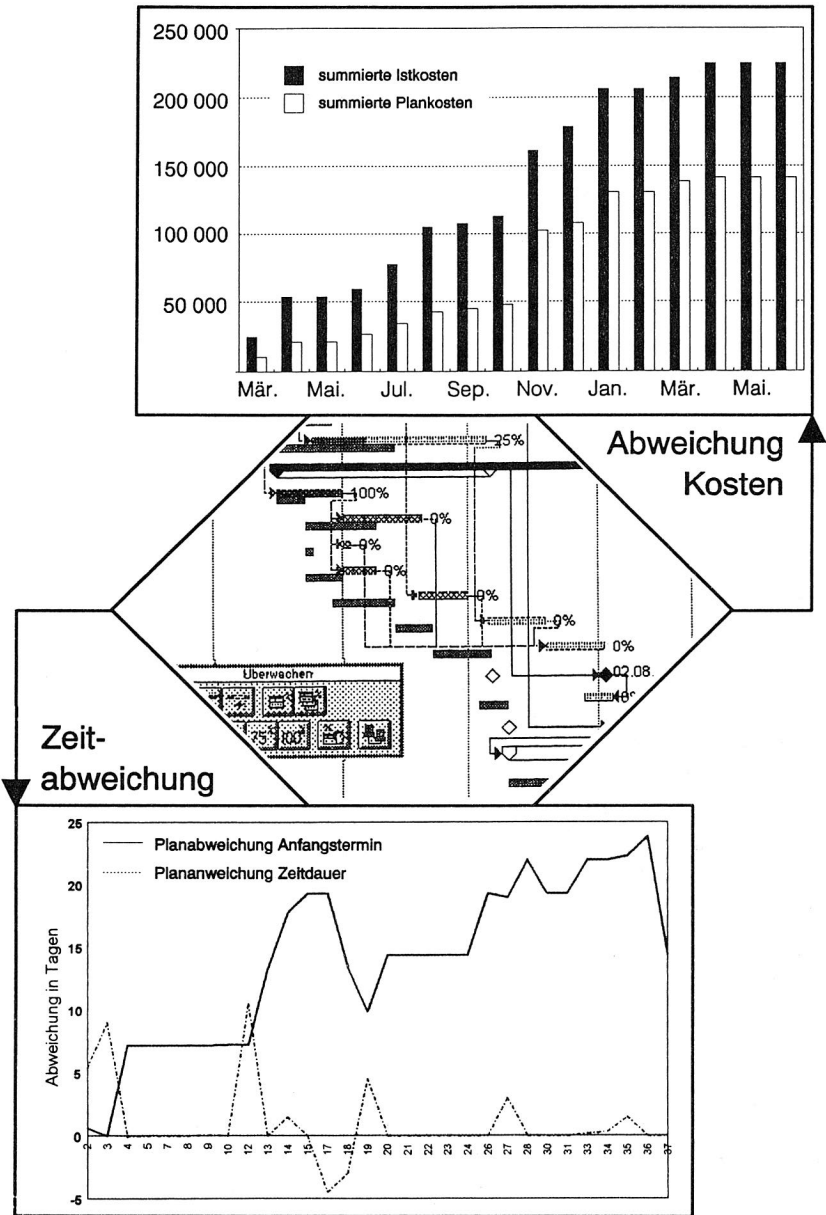 250 000
200 000
150 000
100 000
50 000
summierte Istkosten
summierte Plankosten
Mär. Mai. Jul. Sep. Nov. Jan. Mär. Mai.
Abweichung
Kosten
25%
100%
0%
0%
0%
0%
0%
0%
02.08.
Überwachen
75% 100%
Zeit-
abweichung
25
20
15
10
5
0
-5
Abweichung in Tagen
Planabweichung Anfangstermin
Plananweichung Zeitdauer
2 3 4 5 7 8 9 10 12 13 14 15 17 18 19 20 21 22 23 24 26 27 28 30 31 33 34 35 36 37